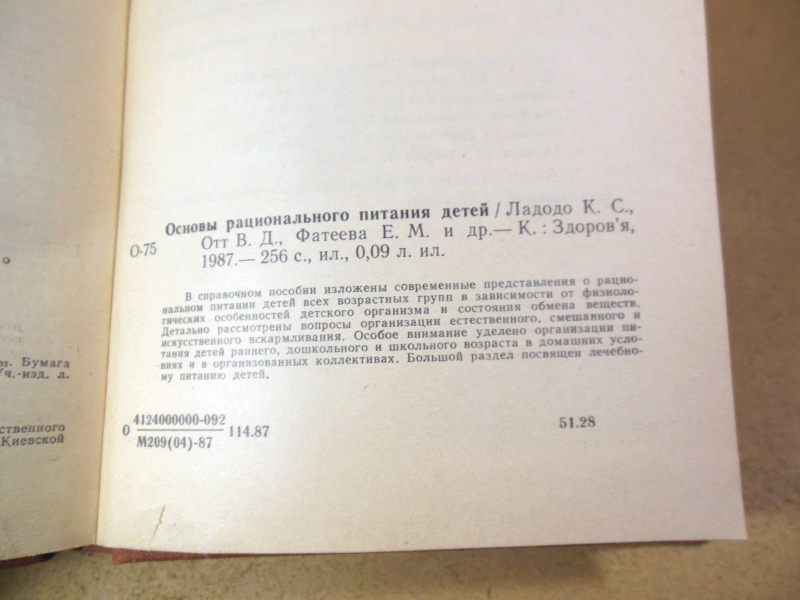 о
Бумага
Уч.-изд. л.
ственного
Киевской
Основы рационального питания детей / Ладодо К. С.,
О-75 Отт В. Д., Фатеева Е. М. и др.— К. : Здоров'я,
1987.— 256 с., ил., 0,09 л. ил.
В справочном пособии изложены современные представления о рацио-
нальном питании детей всех возрастных групп в зависимости от физиоло-
гических особенностей детского организма и состояния обмена веществ.
Детально рассмотрены вопросы организации естественного, смешанного и
искусственного вскармливания. Особое внимание уделено организации пи-
тания детей раннего, дошкольного и школьного возраста в домашних усло-
виях и в организованных коллективах. Большой раздел посвящен лечебно-
му питанию детей.
4124000000-092
О 114.87 51.28
М209(04)-87